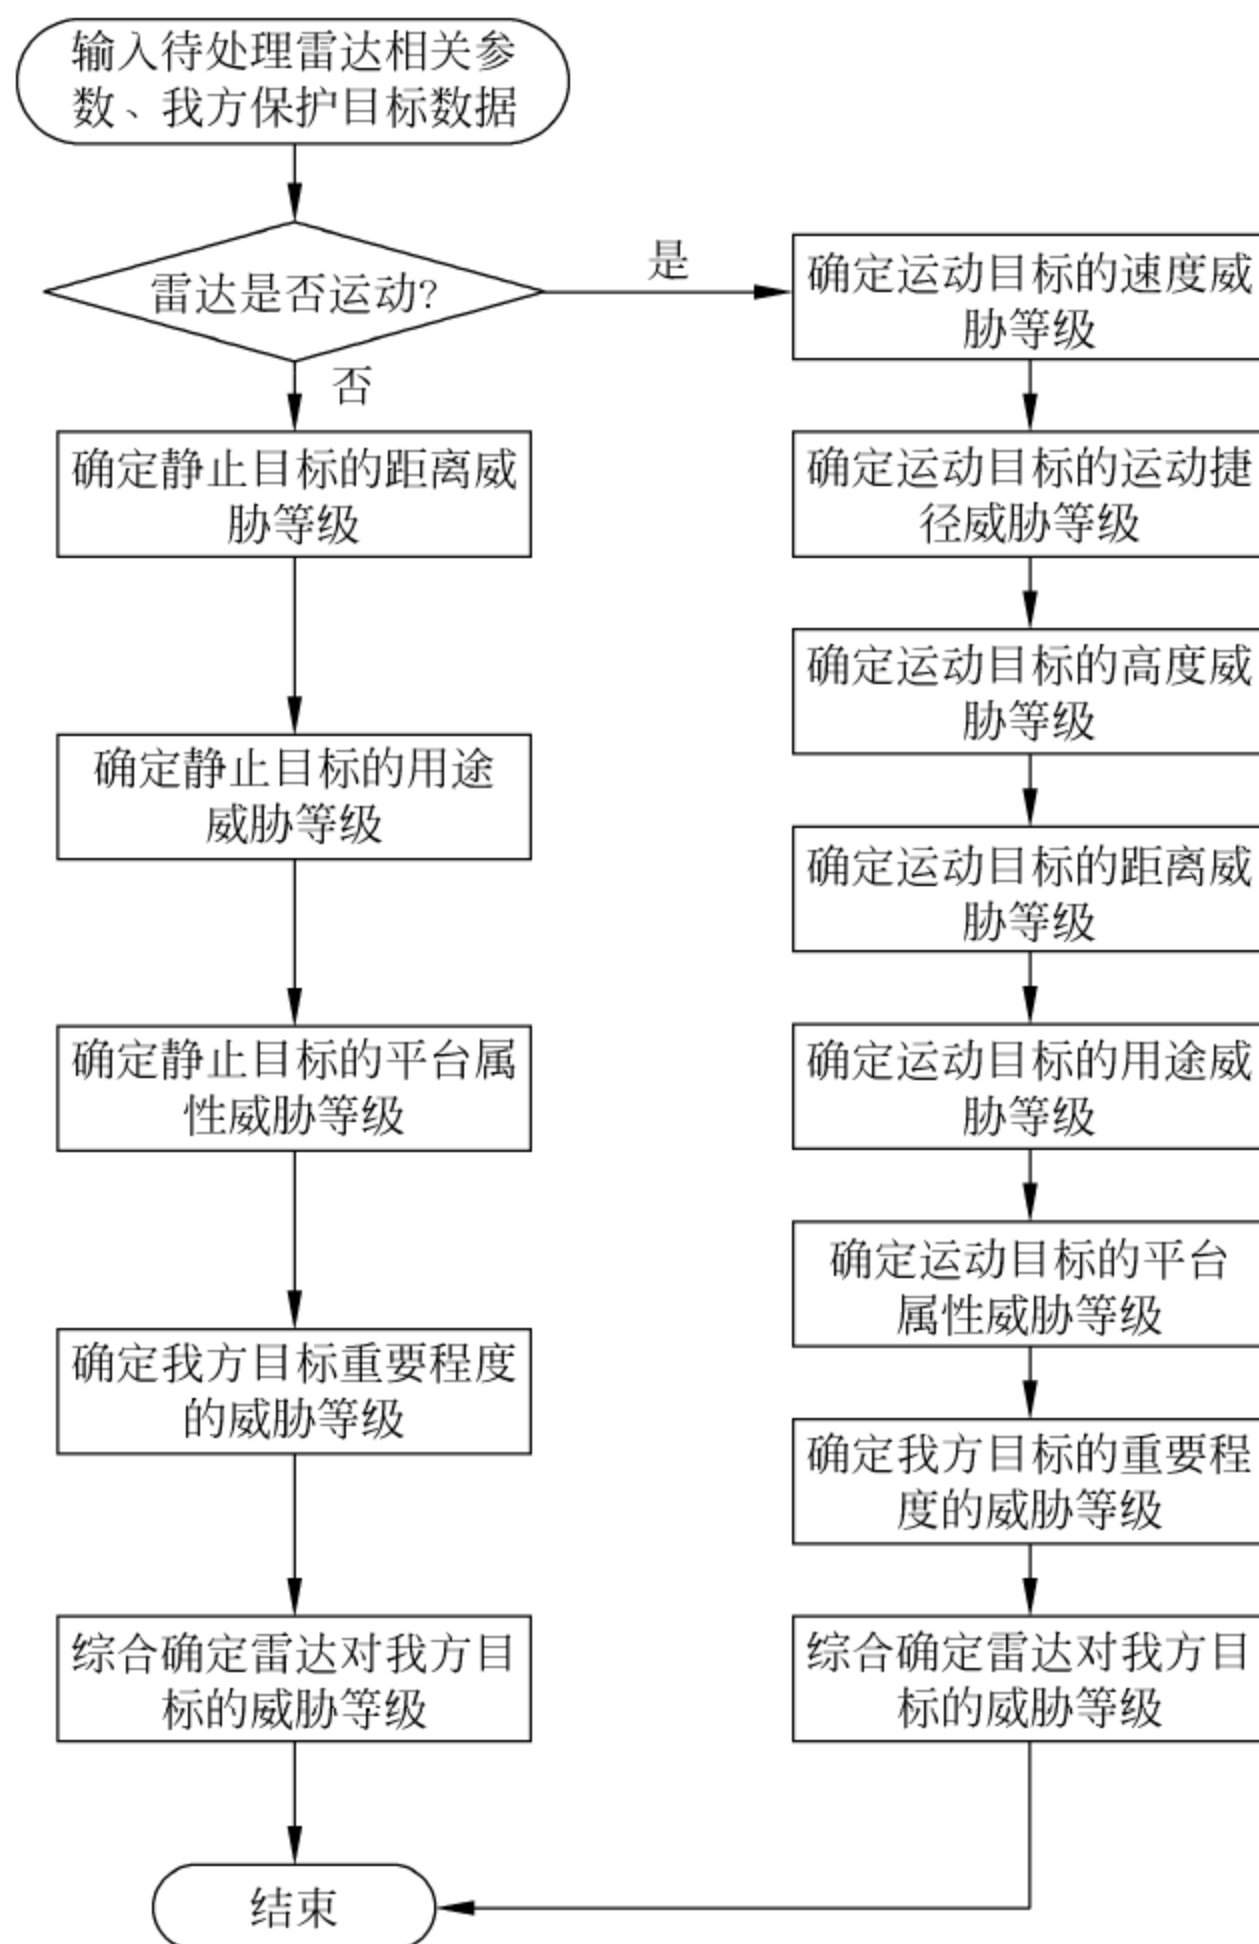 输入待处理雷达相关参
数、我方保护目标数据
雷达是否运动?
是
否
确定静止目标的距离威
胁等级
确定静止目标的用途
威胁等级
确定静止目标的平台属
性威胁等级
确定我方目标重要程度
的威胁等级
综合确定雷达对我方目
标的威胁等级
确定运动目标的速度威
胁等级
确定运动目标的运动捷
径威胁等级
确定运动目标的高度威
胁等级
确定运动目标的距离威
胁等级
确定运动目标的用途威
胁等级
确定运动目标的平台
属性威胁等级
确定我方目标的重要程
度的威胁等级
综合确定雷达对我方目
标的威胁等级
结束